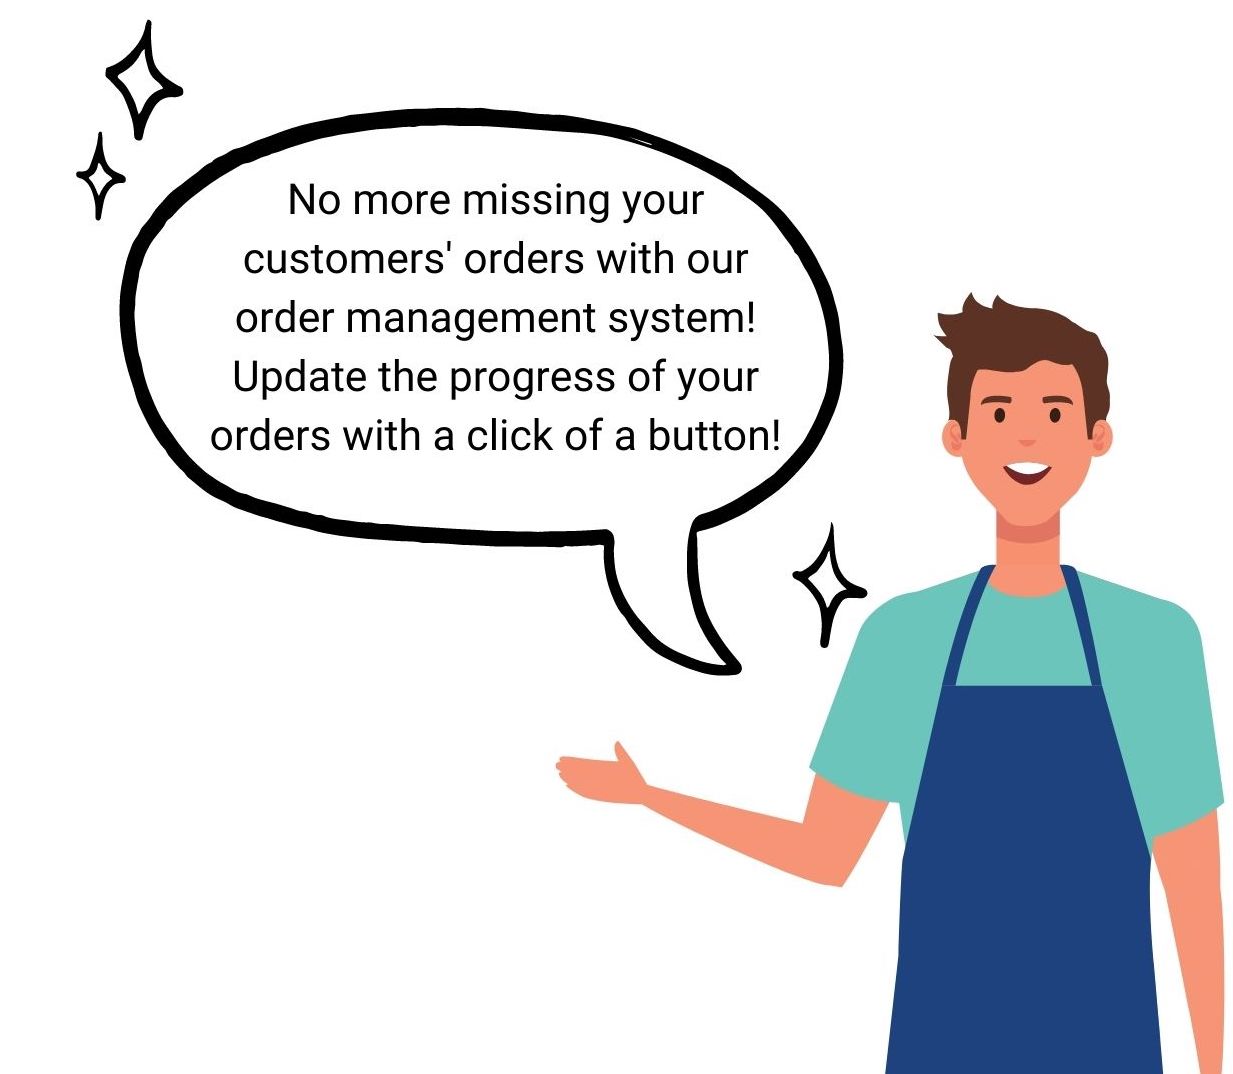 No more missing your
customers' orders with our
order management system!
Update the progress of your
orders with a click of a button!